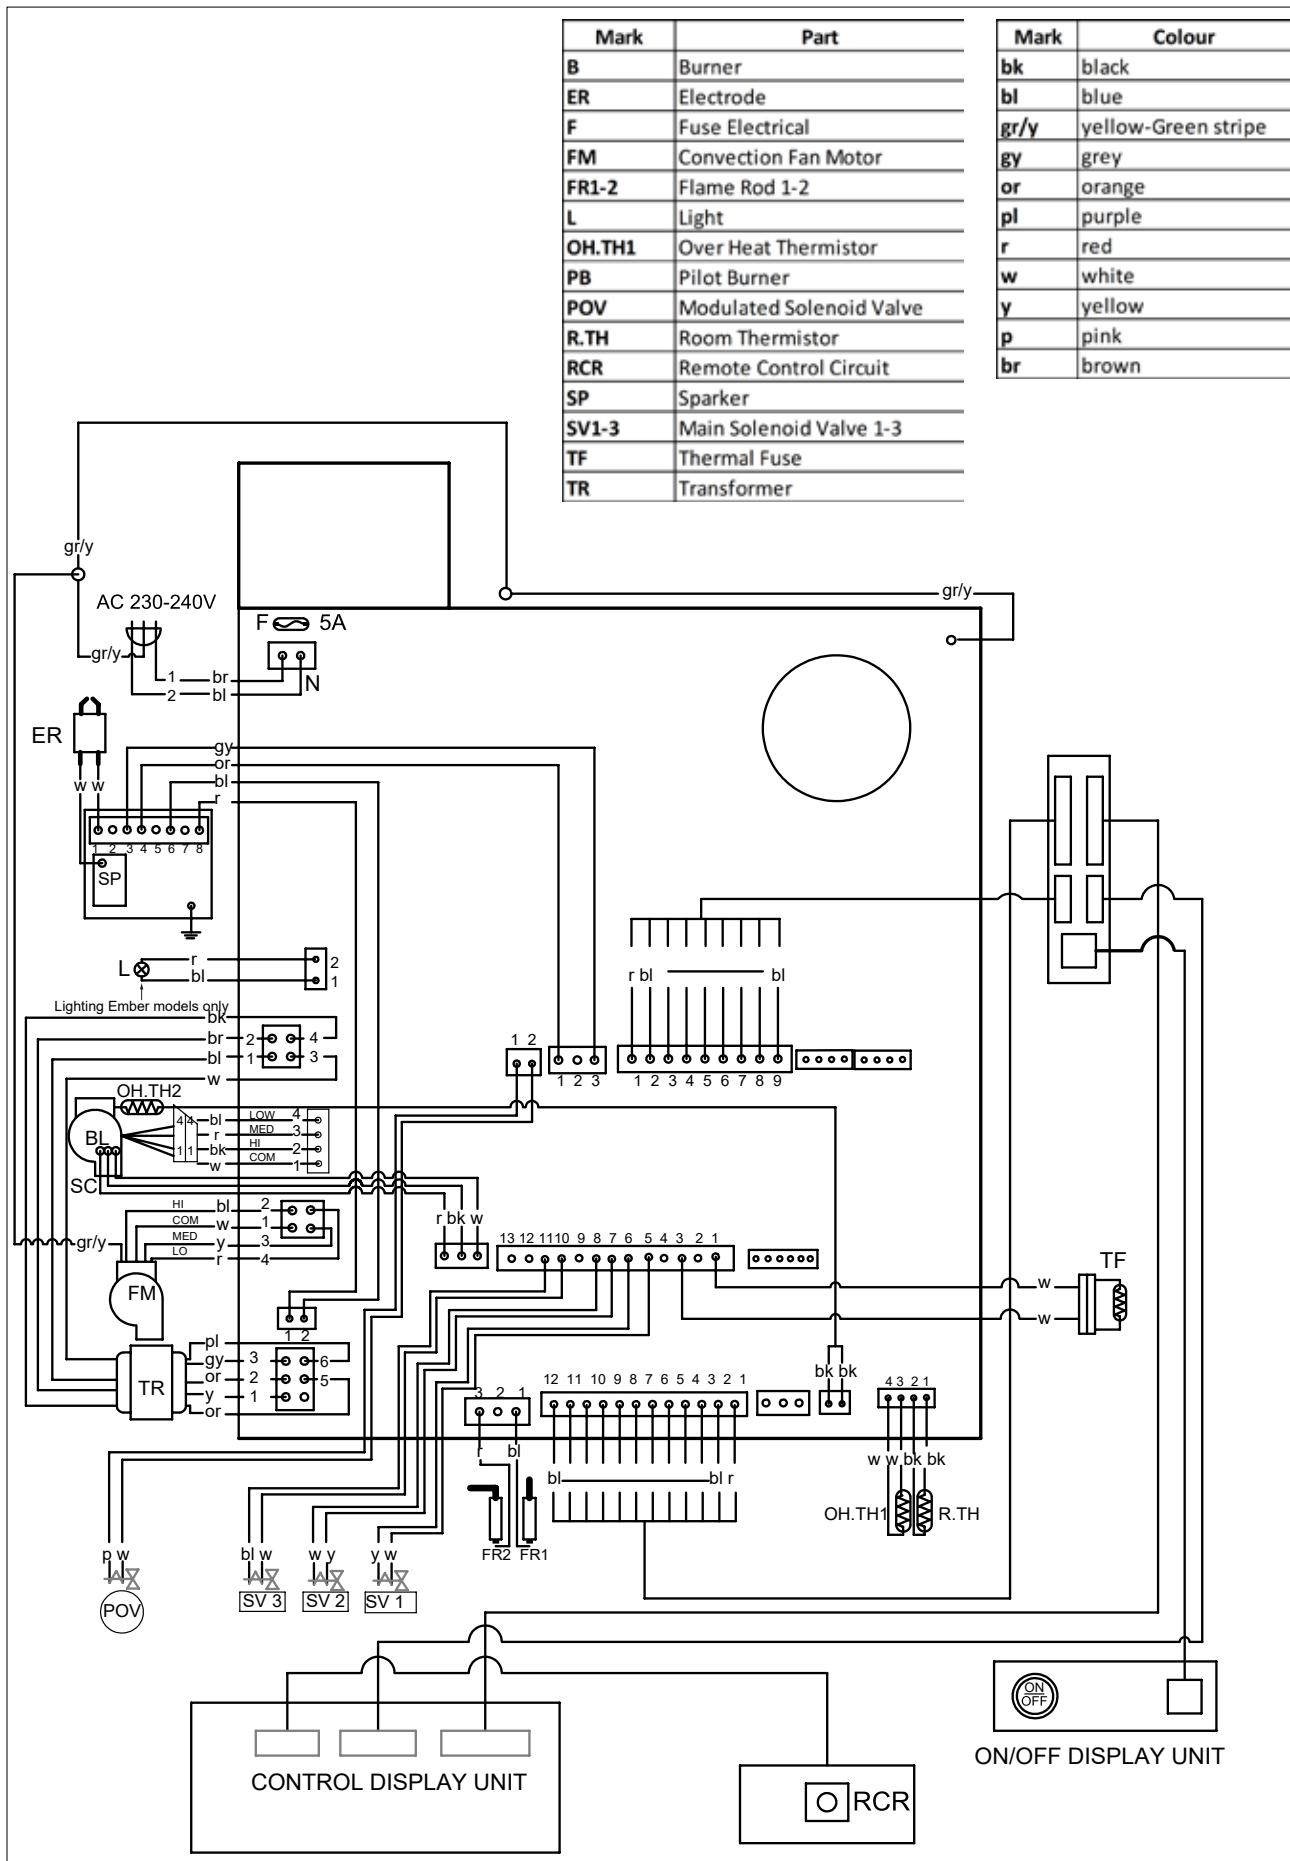 Mark Part
B Burner
ER Electrode
F Fuse Electrical
FM Convection Fan Motor
FR1-2 Flame Rod 1-2
L Light
OH.TH1 Over Heat Thermistor
PB Pilot Burner
POV Modulated Solenoid Valve
R.TH Room Thermistor
RCR Remote Control Circuit
SP Sparker
SV1-3 Main Solenoid Valve 1-3
TF Thermal Fuse
TR Transformer
Mark Colour
bk black
bl blue
gr/y yellow-Green stripe
gy grey
or orange
pl purple
r red
w white
y yellow
p pink
br brown
gr/y
gr/y
AC 230-240V
F 5A
gr/y
1 br
2 bl
N
ER
gy
or
bl
r
w w
1 2 3 4 5 6 7 8
SP
L
r 2
bl 1
Lighting Ember models only
bk
br 2 4
bl 1 3
w
1 2
1 2 3
r bl bl
1 2 3 4 5 6 7 8 9
OH.TH2
BL
SC
4 4
1 1
bl LOW 4
r MED 3
bk HI 2
w COM 1
HI bl 2
COM w 1
MED y 3
LO r 4
gr/y
FM
r bk w
13 12 11 10 9 8 7 6 5 4 3 2 1
TF
w
w
1 2
TR
pl
gy 3 6
or 2 5
y 1
or
3 2 1
r bl
12 11 10 9 8 7 6 5 4 3 2 1
bl bl r
bk bk
4 3 2 1
w w bk bk
OH.TH1 R.TH
FR2 FR1
p w
POV
bl w
SV 3
w y
SV 2
y w
SV 1
CONTROL DISPLAY UNIT
RCR
ON
OFF
ON/OFF DISPLAY UNIT